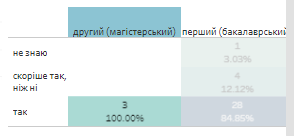 другий (магістерський) перший (бакалаврський
не знаю 1
3.03%
скоріше так, 4
ніж ні 12.12%
так 3 28
100.00% 84.85%